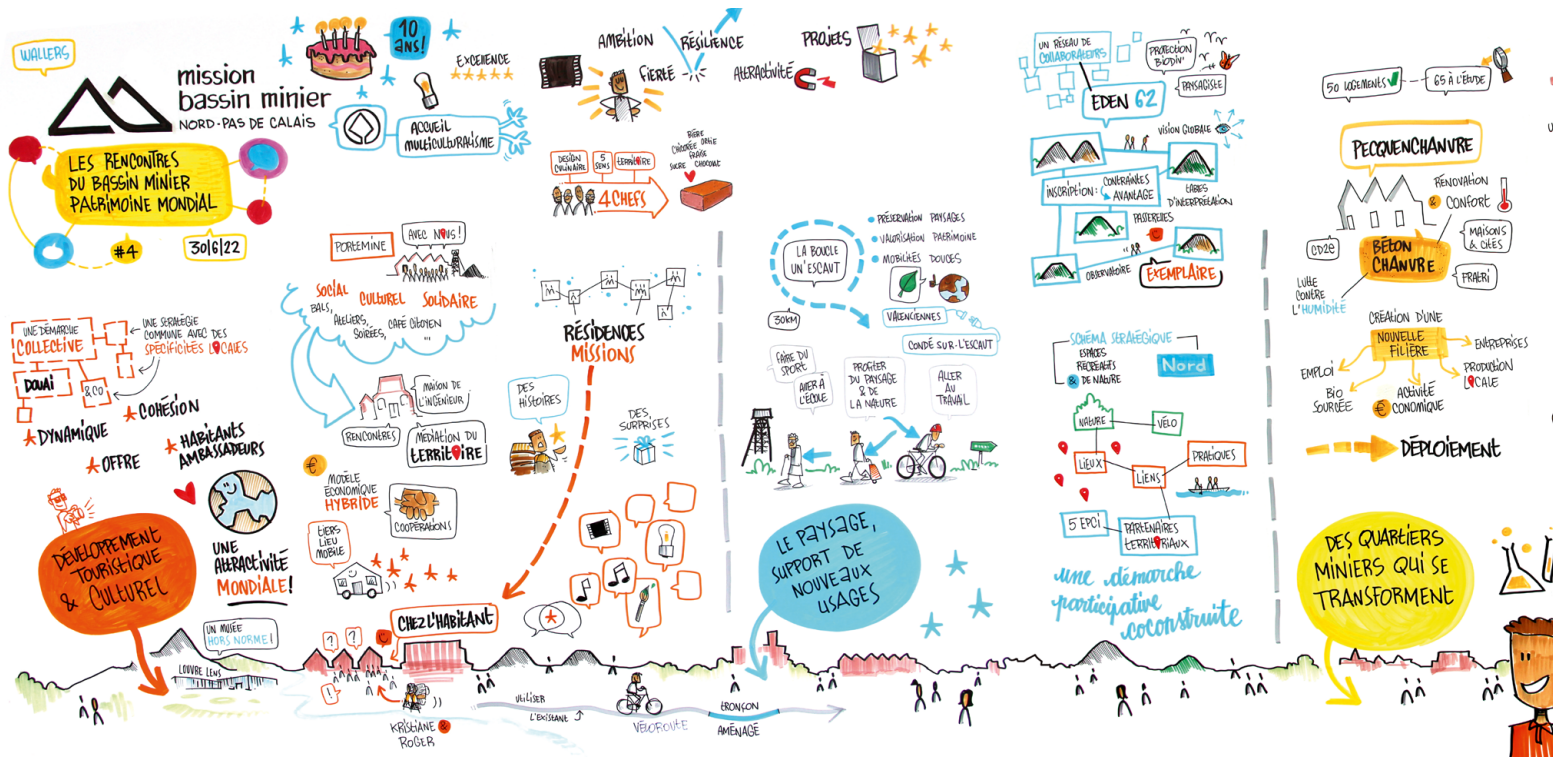 WALLERS
mission
bassin minier
NORD-PAS DE CALAIS
LES RENCONTRES
DU BASSIN MINIER
PATRIMOINE MONDIAL
#4
30/6/22
10
ANS!
EXCELLENCE
ACCUEIL
MULTICULTURALISME
AMBITION
RÉSILIENCE
FIERTÉ
ATTRACTIVITÉ
PROJETS
DESIGN
CULINAIRE
5
SENS
TERRITOIRE
4 CHEFS
BIÈRE
CHICORÉE ORTIE
FRAISE
SUCRE CHOCOLAT
UNE DÉMARCHE
COLLECTIVE
DOUAI
& CO
UNE STRATÉGIE
COMMUNE AVEC DES
SPÉCIFICITÉS LOCALES
COHÉSION
DYNAMIQUE
HABITANTS
AMBASSADEURS
OFFRE
UNE
ATTRACTIVITÉ
MONDIALE!
DÉVELOPPEMENT
TOURISTIQUE
& CULTUREL
UN MUSÉE
HORS NORME!
LOUVRE LENS
PORTEMINE
AVEC NOUS!
SOCIAL CULTUREL SOLIDAIRE
BALS,
ATELIERS,
SOIRÉES, CAFÉ CITOYEN
...
MAISON DE
L'INGÉNIEUR
RENCONTRES
MÉDIATION DU
TERRITOIRE
€
MODÈLE
ÉCONOMIQUE
HYBRIDE
COOPÉRATIONS
TIERS
LIEU
MOBILE
RÉSIDENCES
MISSIONS
DES
HISTOIRES
DES
SURPRISES
CHEZ L'HABITANT
? ?
!
KRISTIANE &
ROGER
UTILISER
L'EXISTANT
VÉLOROUTE
TRONÇON
AMÉNAGÉ
LA BOUCLE
UN'ESCAUT
30KM
PRÉSERVATION PAYSAGES
VALORISATION PATRIMOINE
MOBILITÉS DOUCES
VALENCIENNES
CONDÉ SUR-L'ESCAUT
FAIRE DU
SPORT
ALLER À
L'ÉCOLE
PROFITER
DU PAYSAGE
& DE
LA NATURE
ALLER
AU
TRAVAIL
LE PAYSAGE,
SUPPORT DE
NOUVEAUX
USAGES
UN RÉSEAU DE
COLLABORATEURS
EDEN 62
PROTECTION
BIODIV'
PAYSAGISTE
VISION GLOBALE
INSCRIPTION: CONTRAINTES
AVANTAGE
TABLES
D'INTERPRÉTATION
PASSERELLES
OBSERVATOIRE
EXEMPLAIRE
SCHÉMA STRATÉGIQUE
ESPACES
RÉCRÉATIFS
& DE NATURE
Nord
NATURE
VÉLO
LIEUX
LIENS
PRATIQUES
5 EPCI
PARTENAIRES
TERRITORIAUX
une démarche
participative
coconstruite
50 LOGEMENTS
65 À L'ÉTUDE
PECQUENCHANVRE
RÉNOVATION
& CONFORT
CD2E
BÉTON
CHANVRE
MAISONS
& CITÉS
FRATRI
LUTTE
CONTRE
L'HUMIDITÉ
CRÉATION D'UNE
NOUVELLE
FILIÈRE
ENTREPRISES
EMPLOI
BIO
SOURCÉE
ACTIVITÉ
€CONOMIQUE
PRODUCTION
LOCALE
DÉPLOIEMENT
DES QUARTIERS
MINIERS QUI SE
TRANSFORMENT